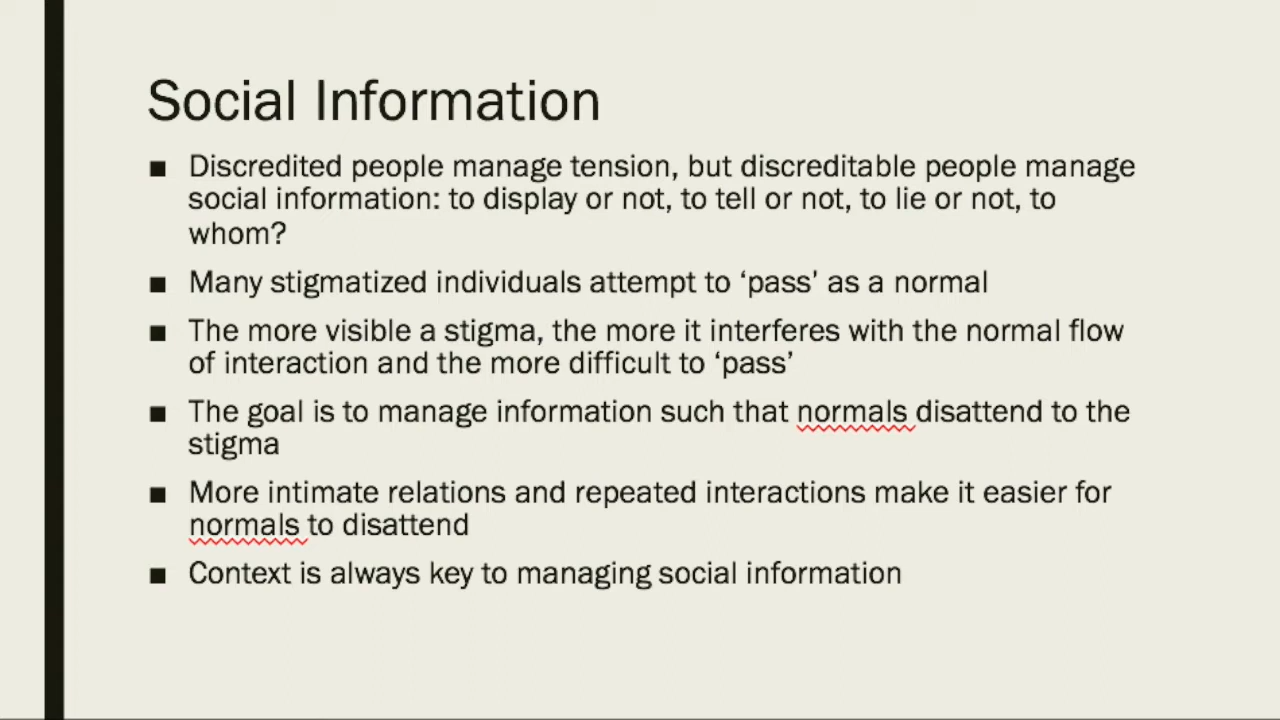 Social Information
■ Discredited people manage tension, but discreditable people manage
social information: to display or not, to tell or not, to lie or not, to
whom?
■ Many stigmatized individuals attempt to ‘pass’ as a normal
■ The more visible a stigma, the more it interferes with the normal flow
of interaction and the more difficult to ‘pass’
■ The goal is to manage information such that normals disattend to the
stigma
■ More intimate relations and repeated interactions make it easier for
normals to disattend
■ Context is always key to managing social information